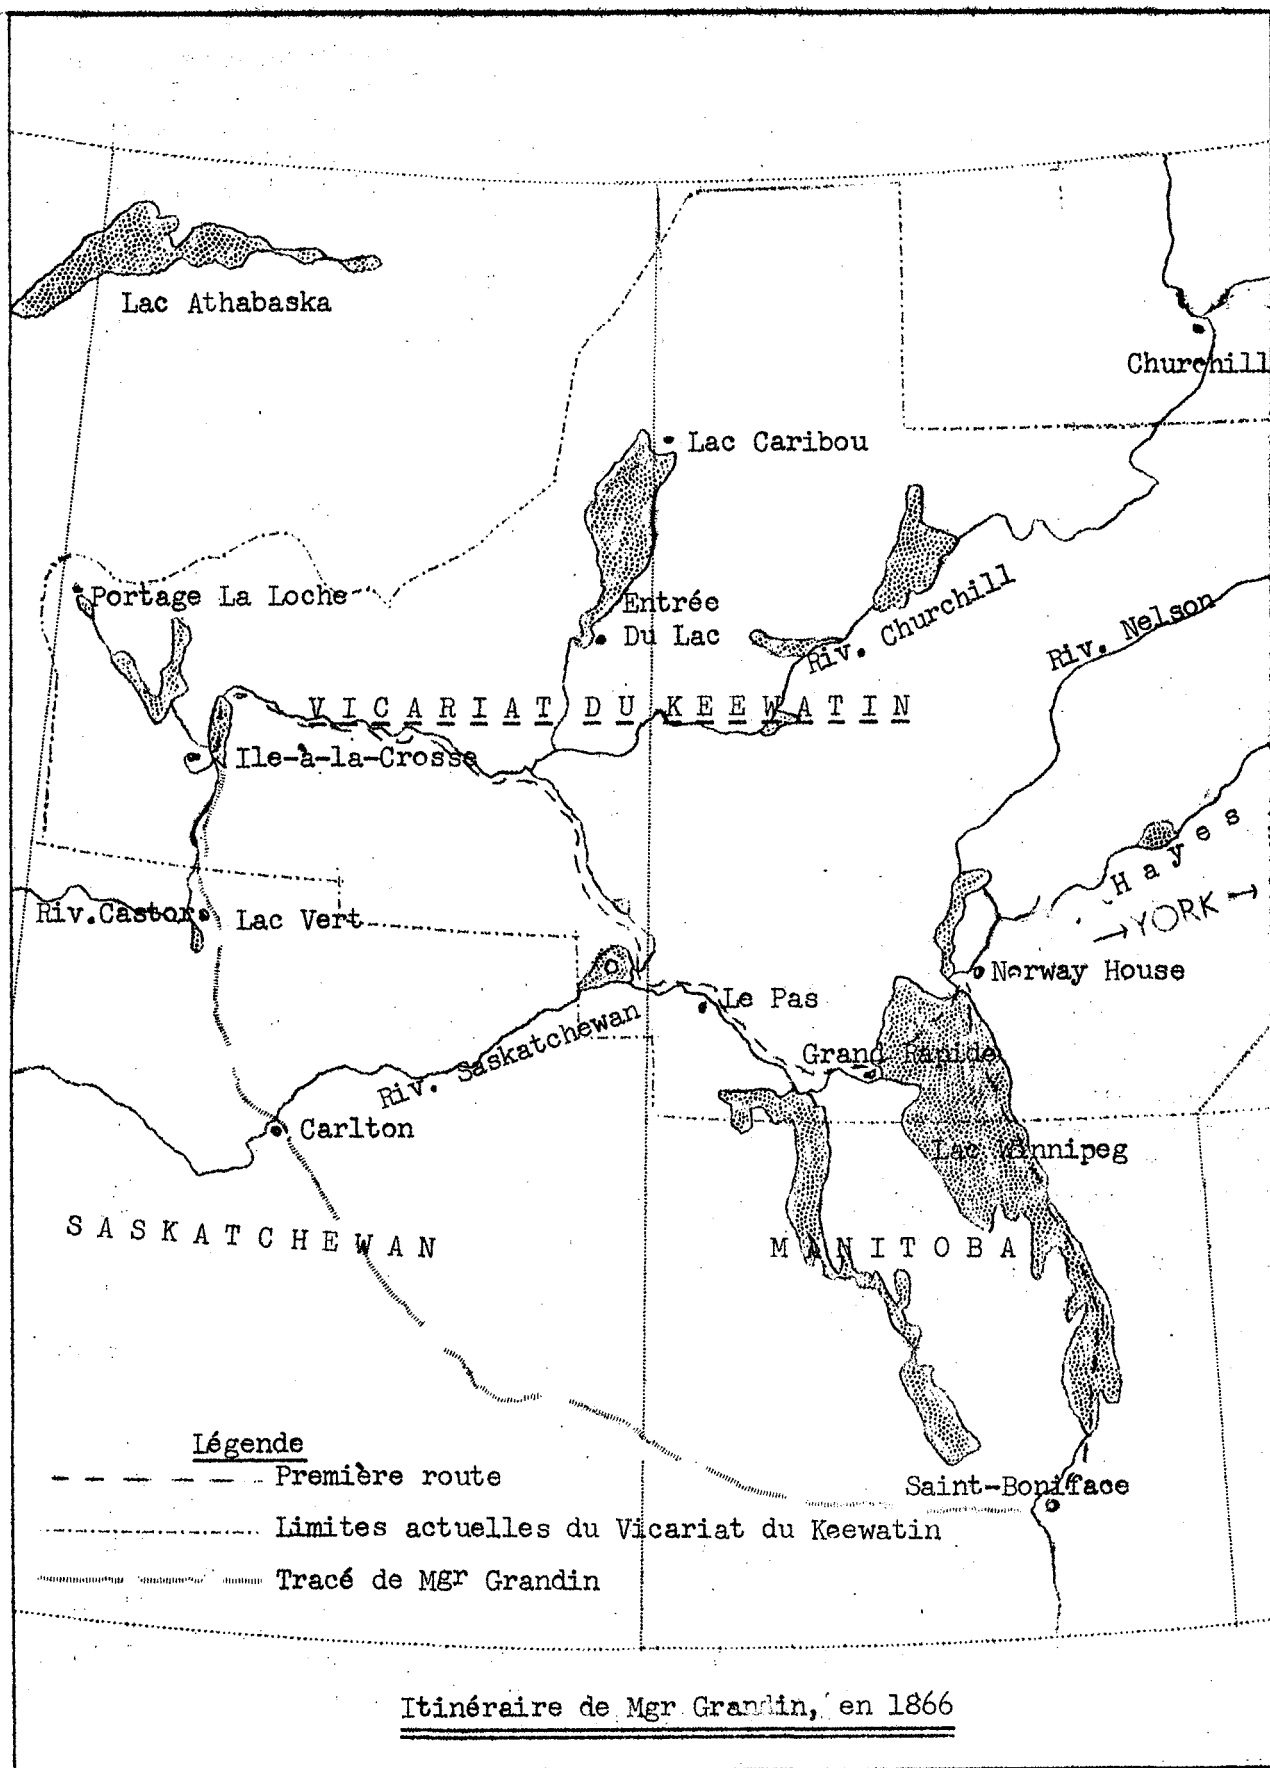 Lac Athabaska
Churchill
Lac Caribou
Portage La Loche
Entrée
Du Lac
Riv. Churchill
Riv. Nelson
VICARIAT DU KEEWATIN
Ile-à-la-Crosse
Hayes
→YORK→
Riv.Castor
Lac Vert
Norway House
Le Pas
Riv. Saskatchewan
Grand Rapide
Carlton
Lac Winnipeg
SASKATCHEWAN
MANITOBA
Légende
Première route
Saint-Boniface
Limites actuelles du Vicariat du Keewatin
Tracé de Mgr Grandin
Itinéraire de Mgr Grandin, en 1866